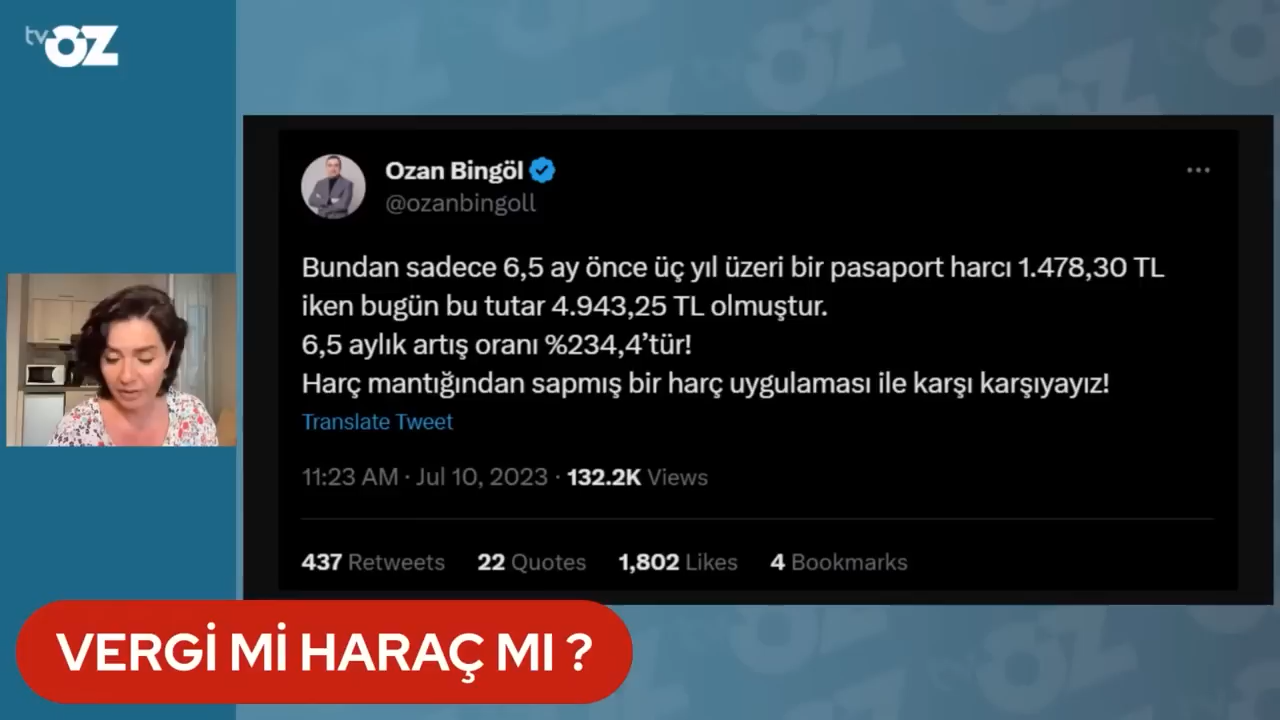 tvOZ
Ozan Bingöl
@ozanbingoll
Bundan sadece 6,5 ay önce üç yıl üzeri bir pasaport harcı 1.478,30 TL
iken bugün bu tutar 4.943,25 TL olmuştur.
6,5 aylık artış oranı %234,4’tür!
Harç mantığından sapmış bir harç uygulaması ile karşı karşıyayız!
Translate Tweet
11:23 AM · Jul 10, 2023 · 132.2K Views
437 Retweets 22 Quotes 1,802 Likes 4 Bookmarks
VERGİ Mİ HARAÇ MI ?